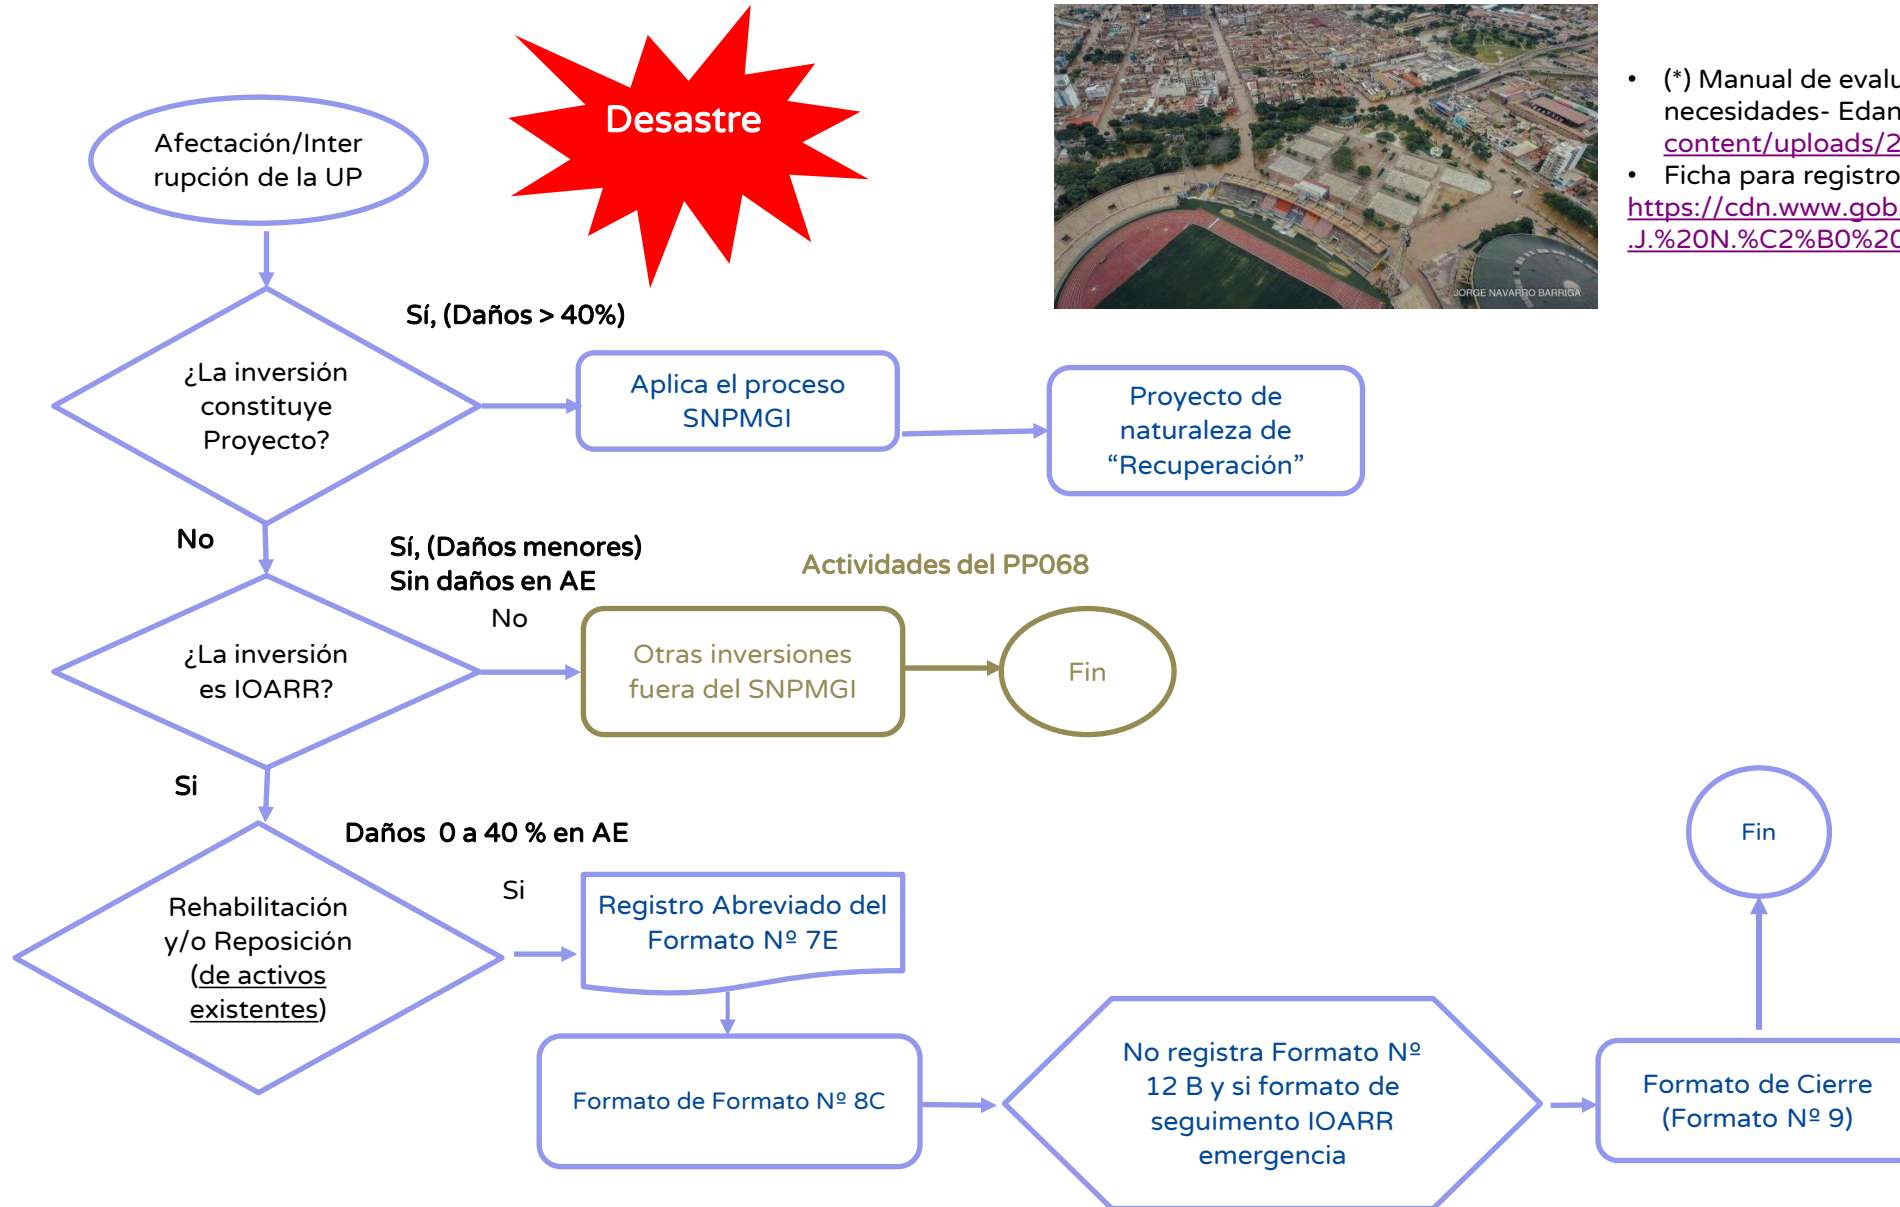 Desastre
Afectación/Inter
rupción de la UP
JORGE NAVARRO BARRIGA
• (*) Manual de
necesidades- Edan
content/uploads/2
• Ficha para registro
https://cdn.www.gob.
.J.%20N.%C2%B0%20
Sí, (Daños > 40%)
¿La inversión
constituye
Proyecto?
Aplica el proceso
SNPMGI
Proyecto de
naturaleza de
“Recuperación”
No
Sí, (Daños menores)
Sin daños en AE
No
Actividades del PP068
¿La inversión
es IOARR?
Otras inversiones
fuera del SNPMGI
Fin
Si
Daños 0 a 40 % en AE
Si
Rehabilitación
y/o Reposición
(de activos
existentes)
Registro Abreviado del
Formato Nº 7E
Formato de Formato Nº 8C
No registra Formato Nº
12 B y si formato de
seguimento IOARR
emergencia
Formato de Cierre
(Formato Nº 9)
Fin